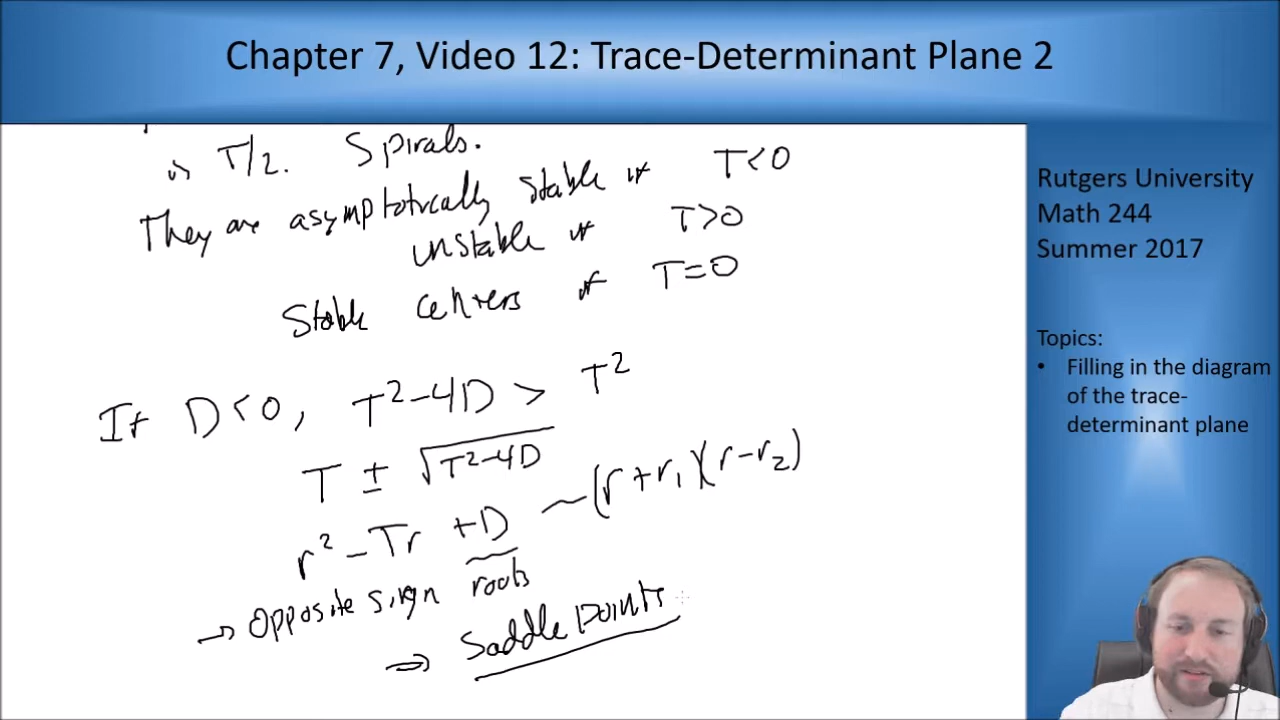 Chapter 7, Video 12: Trace-Determinant Plane 2
is T/2. Spirals.
They are asymptotically stable if T<0
unstable if T>0
Stable centers if T=0
If D<0, T²-4D > T²
T ± √T²-4D
r² - Tr + D ~ (r+r₁)(r-r₂)
→ Opposite sign roots
⇒ Saddle Points
Rutgers University
Math 244
Summer 2017
Topics:
• Filling in the diagram
of the trace-
determinant plane